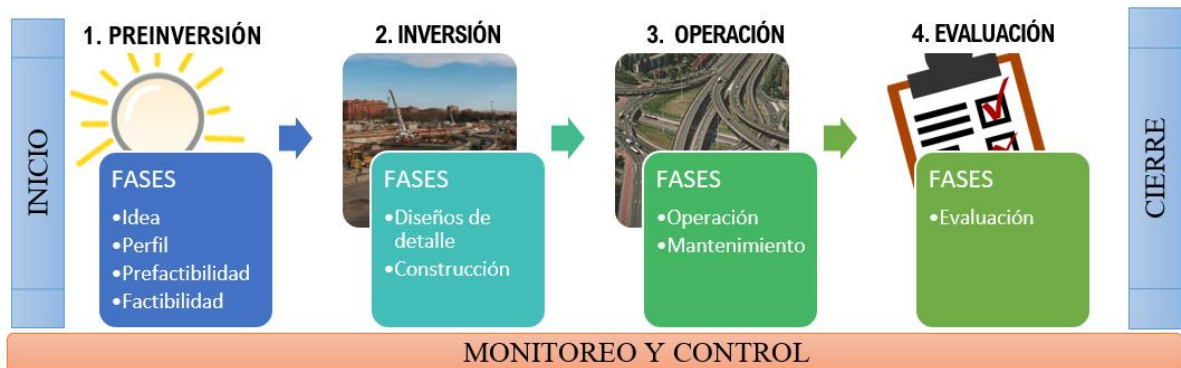 1. PREINVERSIÓN
2. INVERSIÓN
3. OPERACIÓN
4. EVALUACIÓN
INICIO
FASES
•Idea
•Perfil
•Prefactibilidad
•Factibilidad
FASES
•Diseños de
detalle
•Construcción
FASES
•Operación
•Mantenimiento
FASES
•Evaluación
CIERRE
MONITOREO Y CONTROL